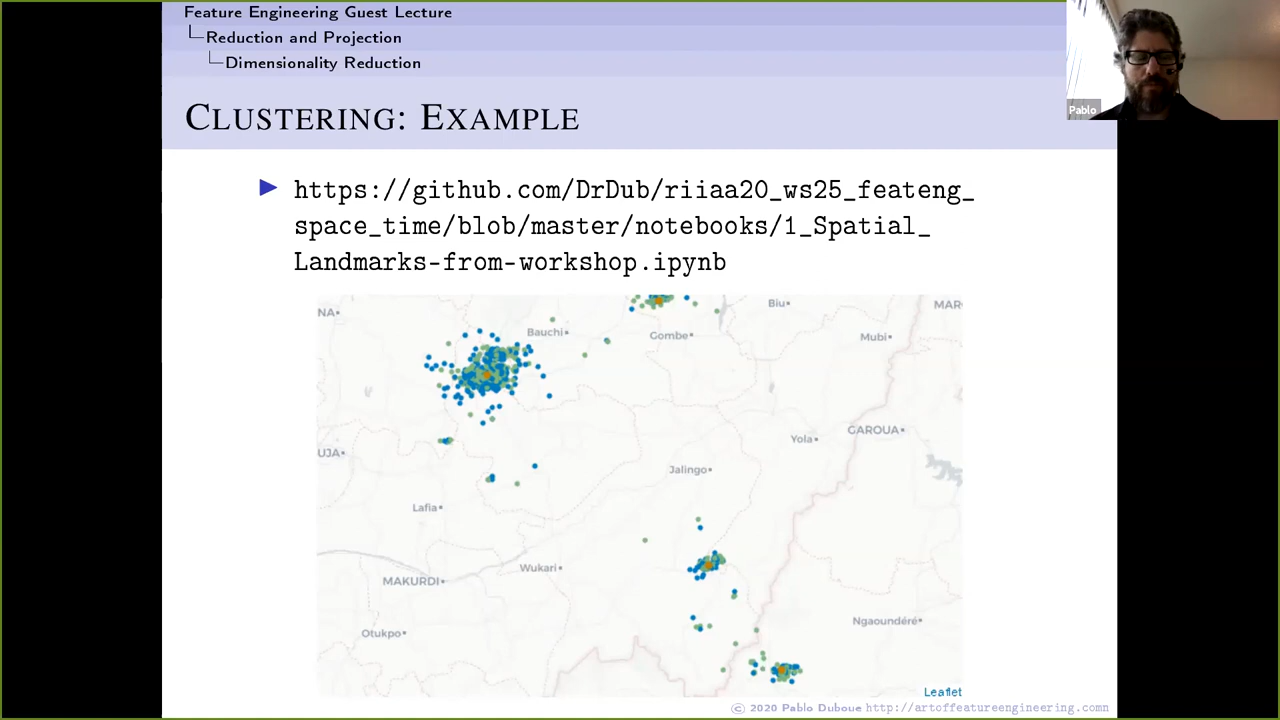 Feature Engineering Guest Lecture
Reduction and Projection
Dimensionality Reduction
Pablo
CLUSTERING: EXAMPLE
https://github.com/DrDub/riiaa20_ws25_feateng_
space_time/blob/master/notebooks/1_Spatial_
Landmarks-from-workshop.ipynb
NA
Bauchi
Gombe
Biu
MAR
Mubi
UJA
Yola
GAROUA
Jalingo
Lafia
MAKURDI
Wukari
Otukpo
Ngaoundéré
Leaflet
© 2020 Pablo Duboue http://artoffeatureengineering.comn